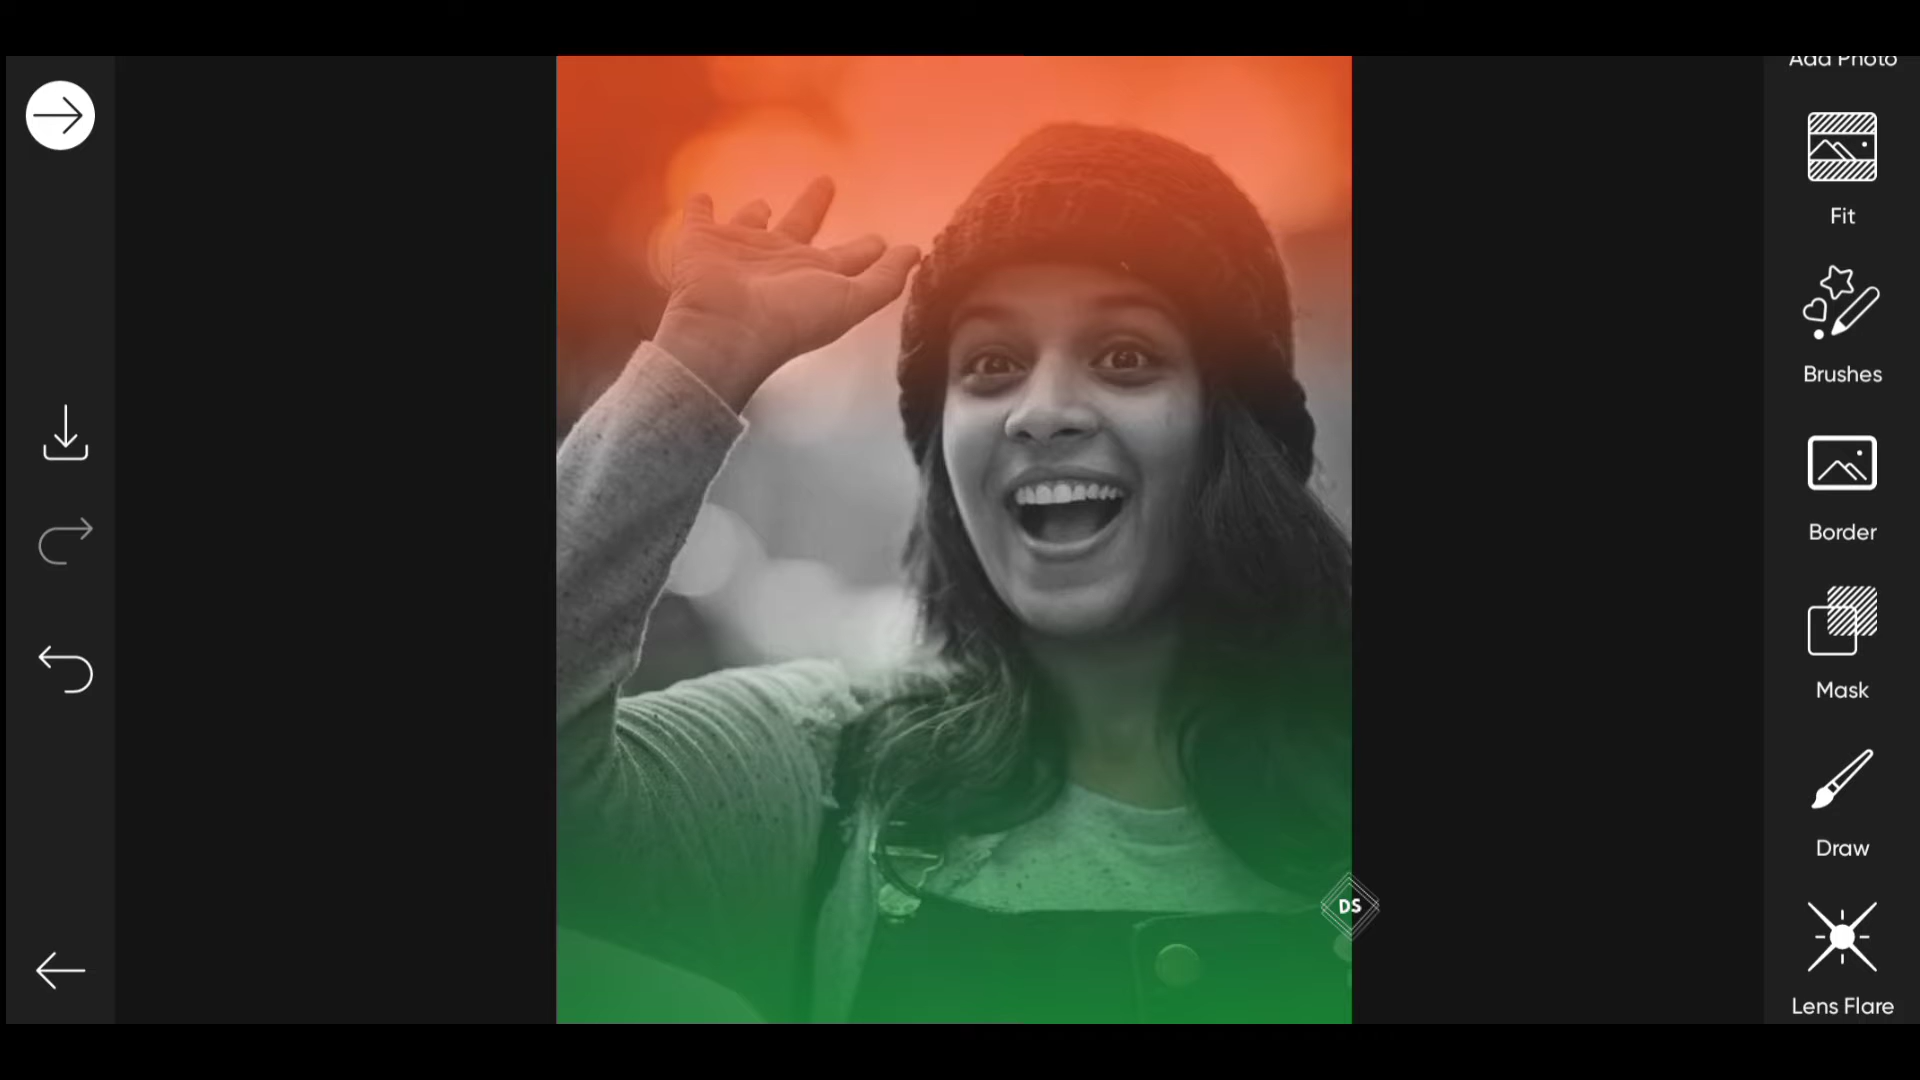 Add Photo
Fit
Brushes
Border
Mask
Draw
DS
Lens Flare